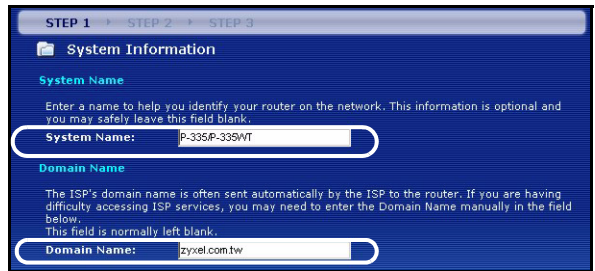 STEP 1 STEP 2 STEP 3
System Information
System Name
Enter a name to help you identify your router on the network. This information is optional and
you may safely leave this field blank.
System Name: P-335/P-335WT
Domain Name
The ISP's domain name is often sent automatically by the ISP to the router. If you are having
difficulty accessing ISP services, you may need to enter the Domain Name manually in the field
below.
This field is normally left blank.
Domain Name: zyxel.com.tw